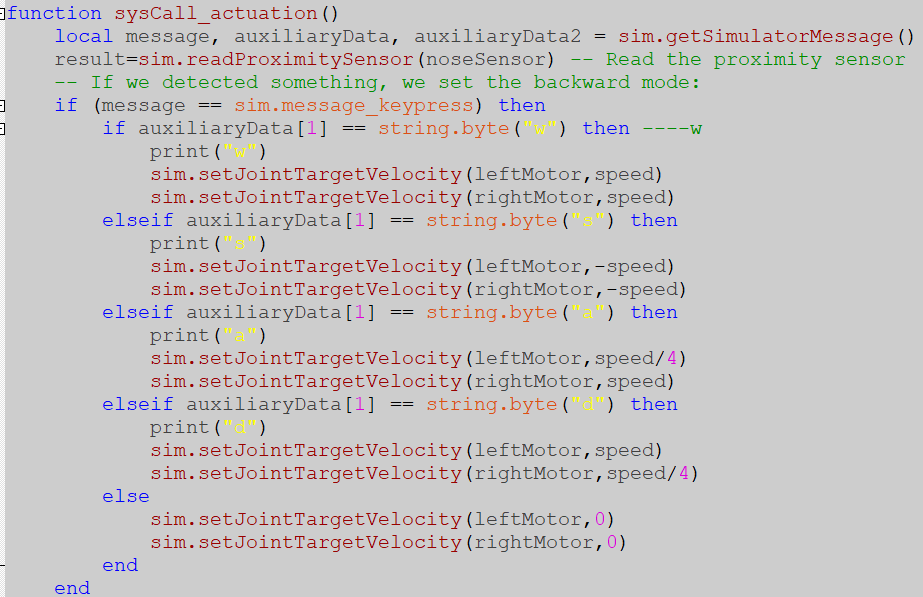 function sysCall_actuation()
    local message, auxiliaryData, auxiliaryData2 = sim.getSimulatorMessage()
    result=sim.readProximitySensor(noseSensor) -- Read the proximity sensor
    -- If we detected something, we set the backward mode:
    if (message == sim.message_keypress) then
        if auxiliaryData[1] == string.byte("w") then ----w
            print("w")
            sim.setJointTargetVelocity(leftMotor,speed)
            sim.setJointTargetVelocity(rightMotor,speed)
        elseif auxiliaryData[1] == string.byte("s") then
            print("s")
            sim.setJointTargetVelocity(leftMotor,-speed)
            sim.setJointTargetVelocity(rightMotor,-speed)
        elseif auxiliaryData[1] == string.byte("a") then
            print("a")
            sim.setJointTargetVelocity(leftMotor,speed/4)
            sim.setJointTargetVelocity(rightMotor,speed)
        elseif auxiliaryData[1] == string.byte("d") then
            print("d")
            sim.setJointTargetVelocity(leftMotor,speed)
            sim.setJointTargetVelocity(rightMotor,speed/4)
        else
            sim.setJointTargetVelocity(leftMotor,0)
            sim.setJointTargetVelocity(rightMotor,0)
        end
    end